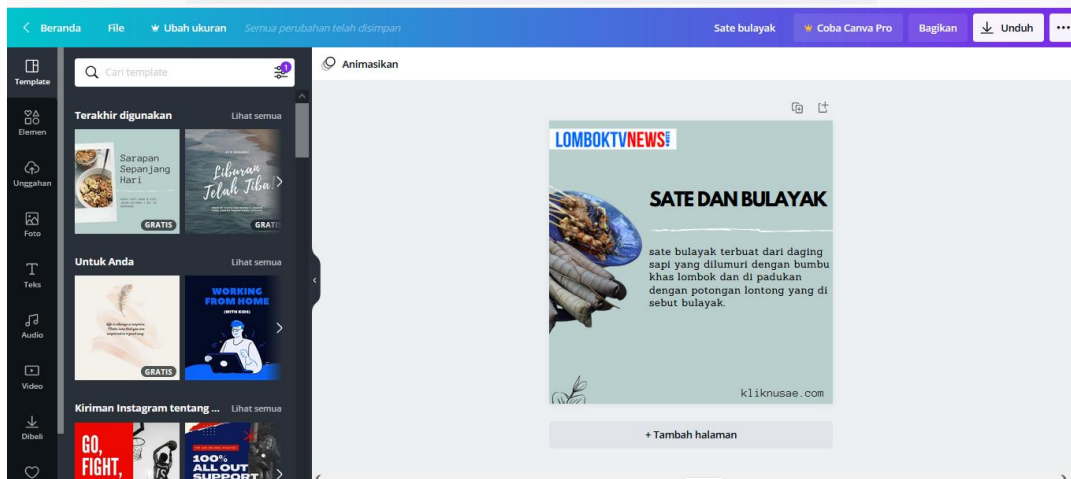 Beranda
File
Ubah ukuran
Semua perubahan telah disimpan
Sate bulayak
Coba Canva Pro
Bagikan
Unduh
Template
Elemen
Unggahan
Foto
Teks
Audio
Video
Dibeli
Cari template
1
Terakhir digunakan
Lihat semua
Sarapan
Sepanjang
Hari
GRATIS
Liburan
Telah Tiba!
GRATI
Untuk Anda
Lihat semua
GRATIS
WORKING
FROM HOME
(WITH KIDS)
Kiriman Instagram tentang ...
Lihat semua
GO,
FIGHT,
100%
ALL OUT
SUPPORT
Animasikan
LOMBOKTVNEWS
SATE DAN BULAYAK
sate bulayak terbuat dari daging
sapi yang dilumuri dengan bumbu
khas lombok dan di padukan
dengan potongan lontong yang di
sebut bulayak.
kliknusae.com
+ Tambah halaman